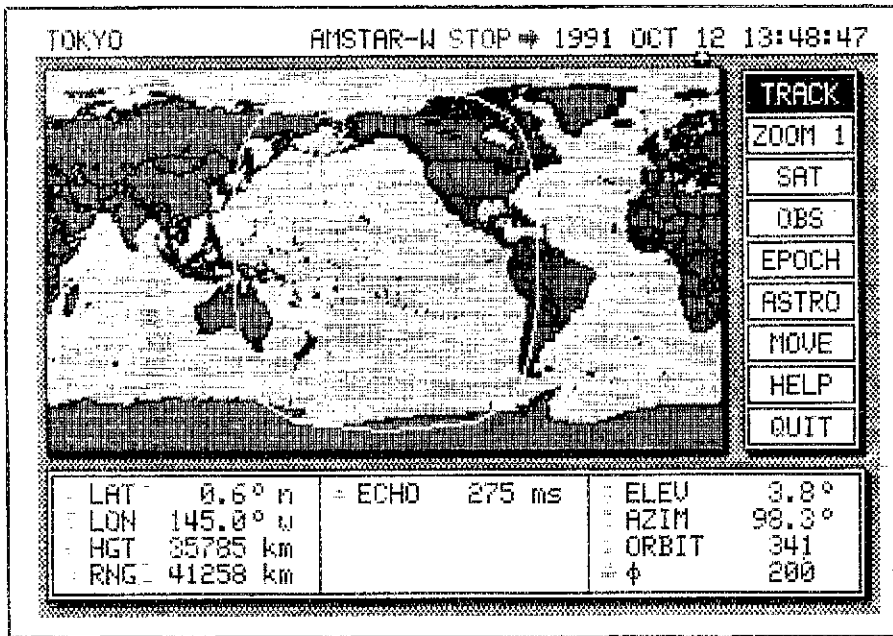 TOKYO AMSTAR-W STOP 1991 OCT 12 13:48:47
TRACK
ZOOM 1
SAT
OBS
EPOCH
ASTRO
MOVE
HELP
QUIT
LAT 0.6° n
LON 145.0° w
HGT 35785 km
RNG 41258 km
ECHO 275 ms
ELEV 3.8°
AZIM 98.3°
ORBIT 341
ϕ 200